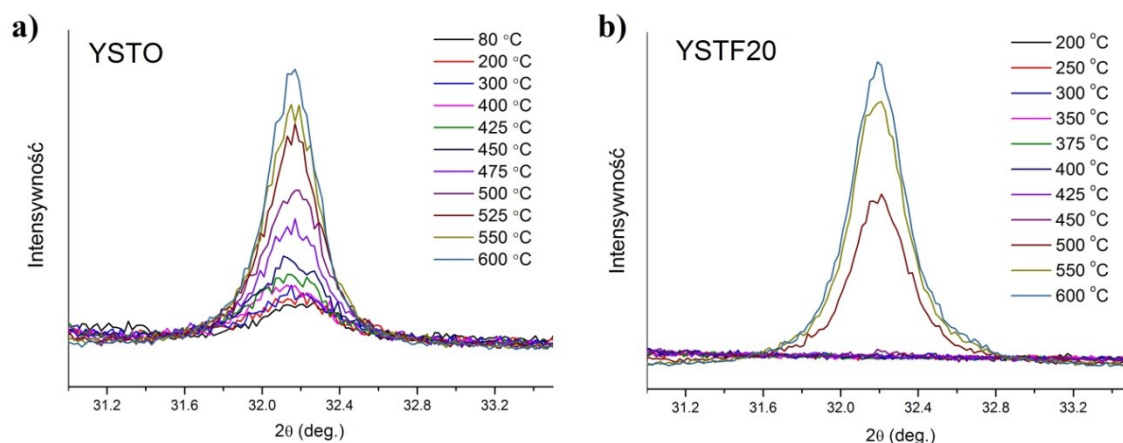 a)
YSTO
80 °C
200 °C
300 °C
400 °C
425 °C
450 °C
475 °C
500 °C
525 °C
550 °C
600 °C
Intensywność
31.2 31.6 32.0 32.4 32.8 33.2
2θ (deg.)
b)
YSTF20
200 °C
250 °C
300 °C
350 °C
375 °C
400 °C
425 °C
450 °C
500 °C
550 °C
600 °C
Intensywność
31.2 31.6 32.0 32.4 32.8 33.2
2θ (deg.)